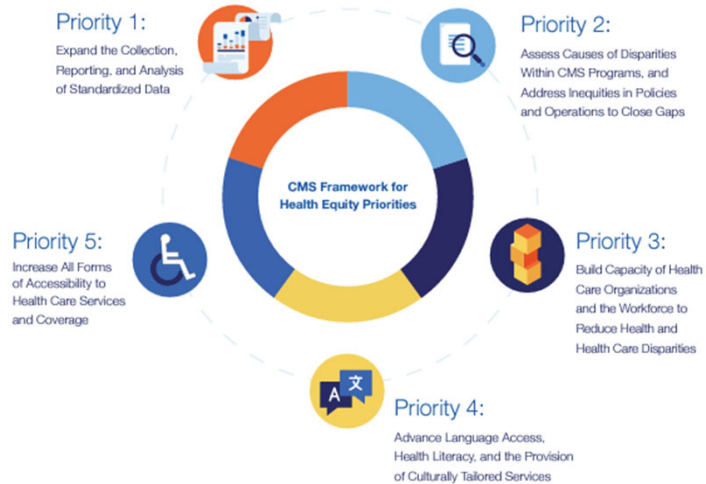 Priority 1:
Expand the Collection,
Reporting, and Analysis
of Standardized Data
Priority 2:
Assess Causes of Disparities
Within CMS Programs, and
Address Inequities in Policies
and Operations to Close Gaps
CMS Framework for
Health Equity Priorities
Priority 3:
Build Capacity of Health
Care Organizations
and the Workforce to
Reduce Health and
Health Care Disparities
Priority 4:
Advance Language Access,
Health Literacy, and the Provision
of Culturally Tailored Services
A 文
Priority 5:
Increase All Forms
of Accessibility to
Health Care Services
and Coverage